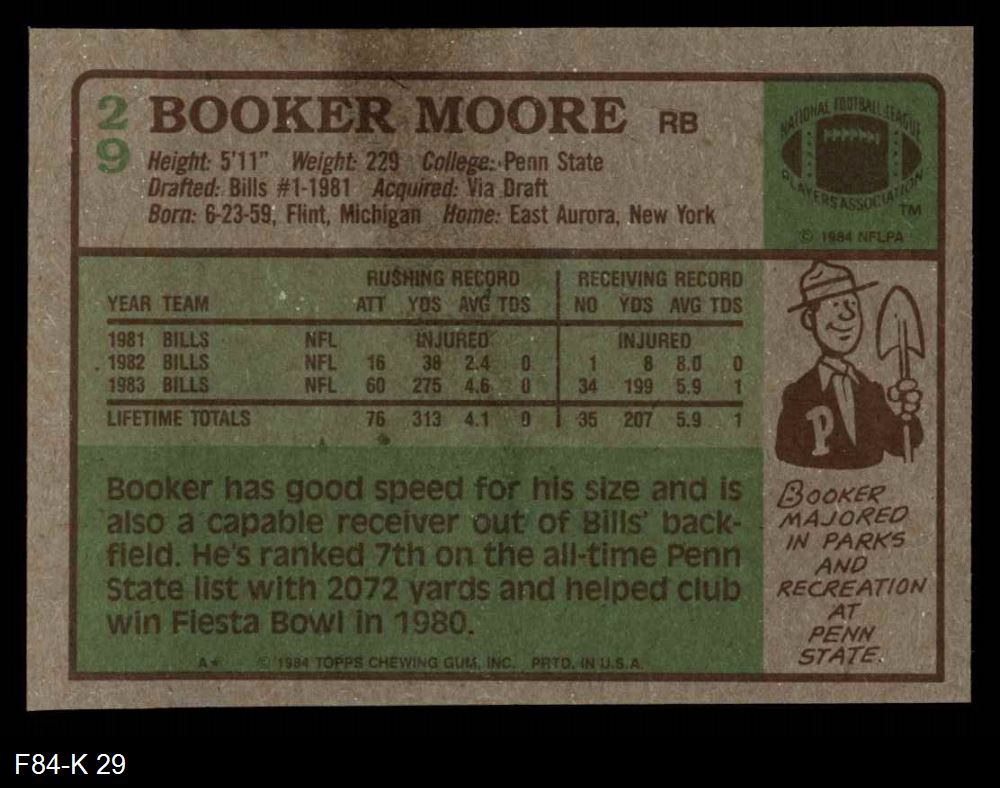 29 BOOKER MOORE RB
Height: 5'11" Weight: 229 College: Penn State
Drafted: Bills #1-1981 Acquired: Via Draft
Born: 6-23-59, Flint, Michigan Home: East Aurora, New York
NATIONAL FOOTBALL LEAGUE
PLAYERS ASSOCIATION
TM
© 1984 NFLPA
RUSHING RECORD RECEIVING RECORD
YEAR TEAM ATT YDS AVG TDS NO YDS AVG TDS
1981 BILLS NFL INJURED INJURED
1982 BILLS NFL 16 38 2.4 0 1 8 8.0 0
1983 BILLS NFL 60 275 4.6 0 34 199 5.9 1
LIFETIME TOTALS 76 313 4.1 0 35 207 5.9 1
P
Booker has good speed for his size and is
also a capable receiver out of Bills' back-
field. He's ranked 7th on the all-time Penn
State list with 2072 yards and helped club
win Fiesta Bowl in 1980.
BOOKER
MAJORED
IN PARKS
AND
RECREATION
AT
PENN
STATE.
A* © 1984 TOPPS CHEWING GUM, INC. PRTD. IN U.S.A.
F84-K 29